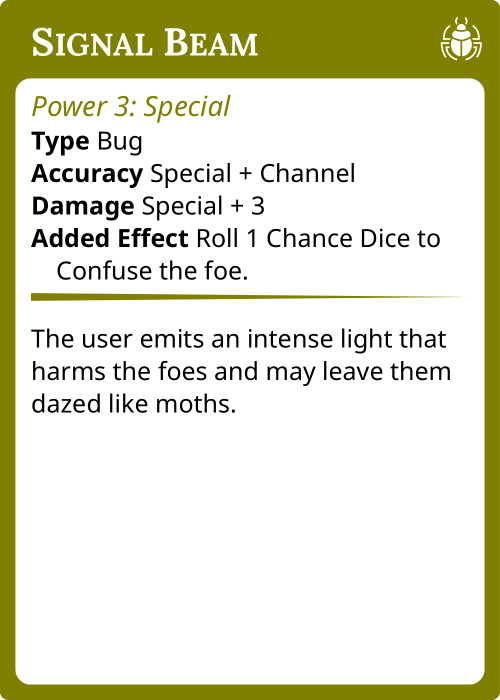 Signal Beam
Power 3: Special
Type Bug
Accuracy Special + Channel
Damage Special + 3
Added Effect Roll 1 Chance Dice to
Confuse the foe.
The user emits an intense light that
harms the foes and may leave them
dazed like moths.